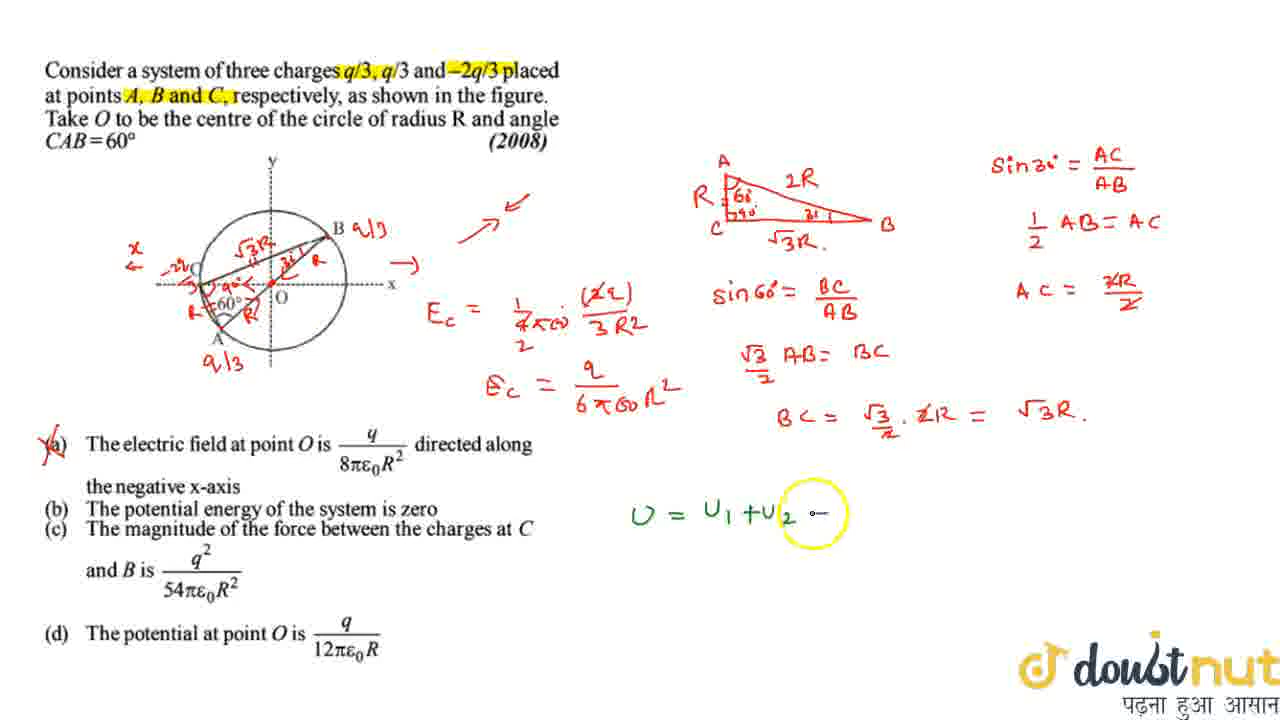 Consider a system of three charges q/3, q/3 and –2q/3 placed
at points A, B and C, respectively, as shown in the figure.
Take O to be the centre of the circle of radius R and angle
CAB = 60° (2008)
y
B q/3
√3R
R
x
-2q
C
90°
O
x
R
60°
R
A
q/3
E_c = 1/4πε0 · (2q)/3R²
2
E_c = q/6πε0R²
A
2R
R
60°
90°
C
B
√3R.
sin60° = BC/AB
√3/2 AB = BC
BC = √3/2 · 2R = √3R.
sin30° = AC/AB
1/2 AB = AC
AC = 2R/2
(a) The electric field at point O is q/8πε₀R² directed along
the negative x-axis
(b) The potential energy of the system is zero
(c) The magnitude of the force between the charges at C
and B is q²/54πε₀R²
(d) The potential at point O is q/12πε₀R
U = U1 + U2 -
doubtnut
पढ़ना हुआ आसान